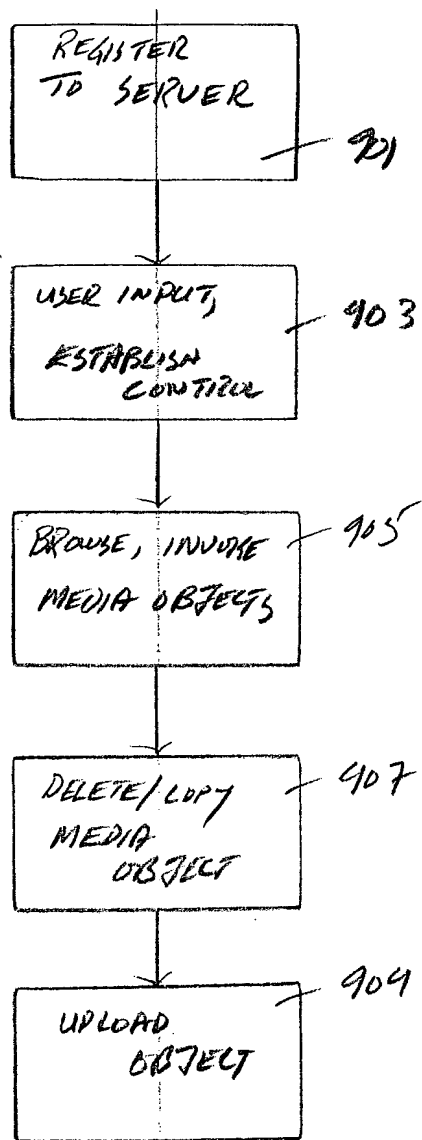 REGISTER
TO SERVER
901
USER INPUT,
ESTABLISH
CONTROL
903
BROWSE, INVOKE
MEDIA OBJECTS
905
DELETE/COPY
MEDIA
OBJECT
907
UPLOAD
OBJECT
909